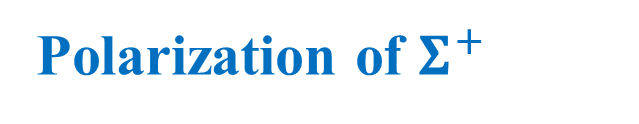 Polarization of Σ⁺